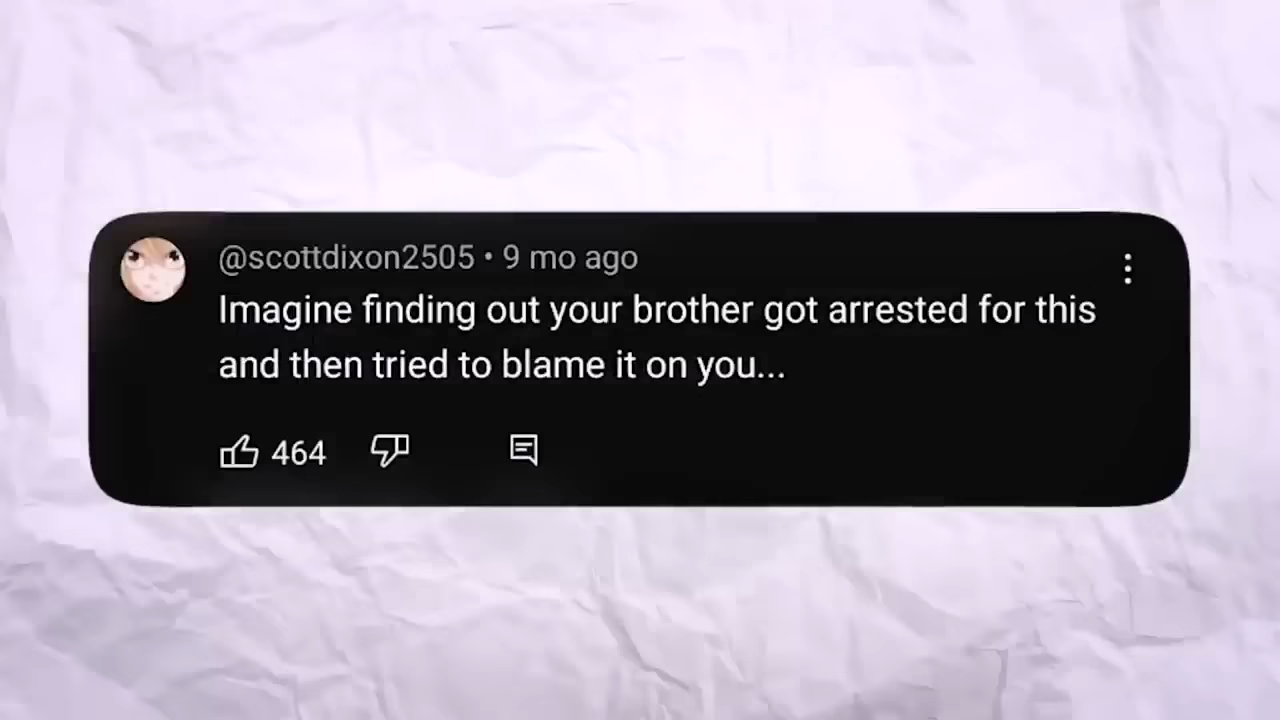 @scottdixon2505 • 9 mo ago
Imagine finding out your brother got arrested for this
and then tried to blame it on you...
464